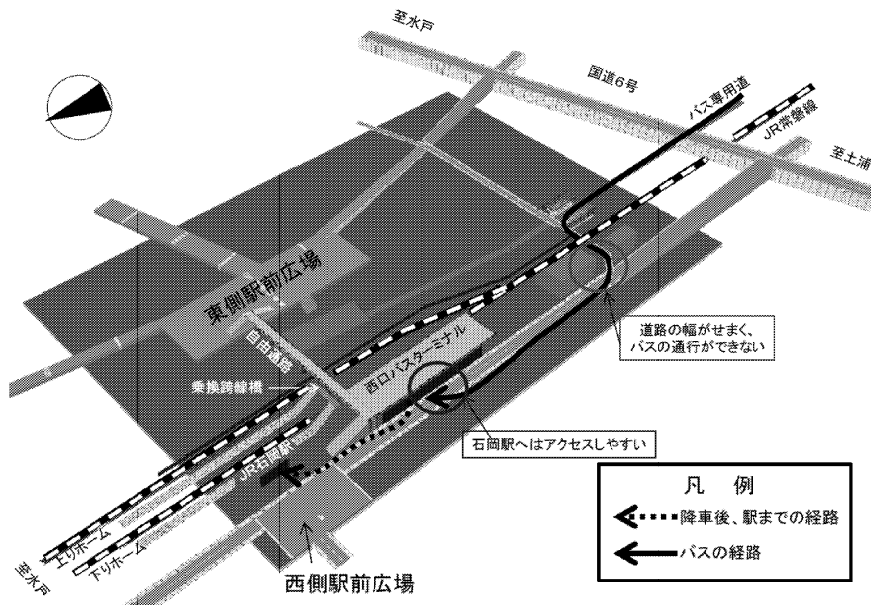 至水戸
国道6号
バス専用道
JR常磐線
至土浦
東側駅前広場
自由通路
西口バスターミナル
乗換跨線橋
道路の幅がせまく、
バスの通行ができない
石岡駅へはアクセスしやすい
JR石岡駅
上りホーム
下りホーム
至水戸
西側駅前広場
凡 例
降車後、駅までの経路
バスの経路